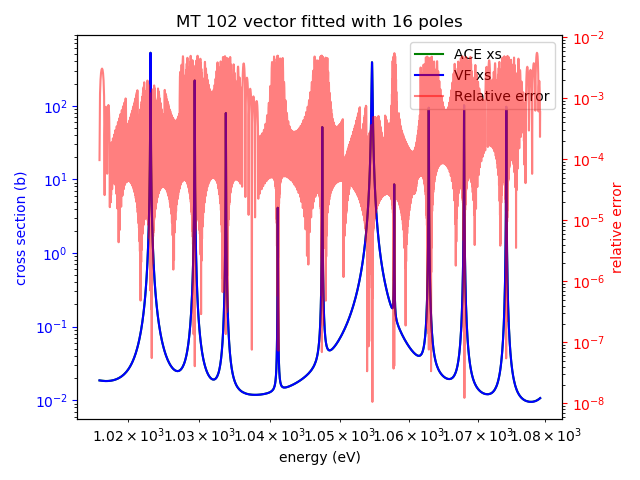 MT 102 vector fitted with 16 poles
ACE xs
VF xs
Relative error
cross section (b)
10²
10¹
10⁰
10⁻¹
10⁻²
10⁻²
10⁻³
10⁻⁴
10⁻⁵
10⁻⁶
10⁻⁷
10⁻⁸
relative error
1.02×10³ 1.03×10³ 1.04×10³ 1.05×10³ 1.06×10³ 1.07×10³ 1.08×10³
energy (eV)